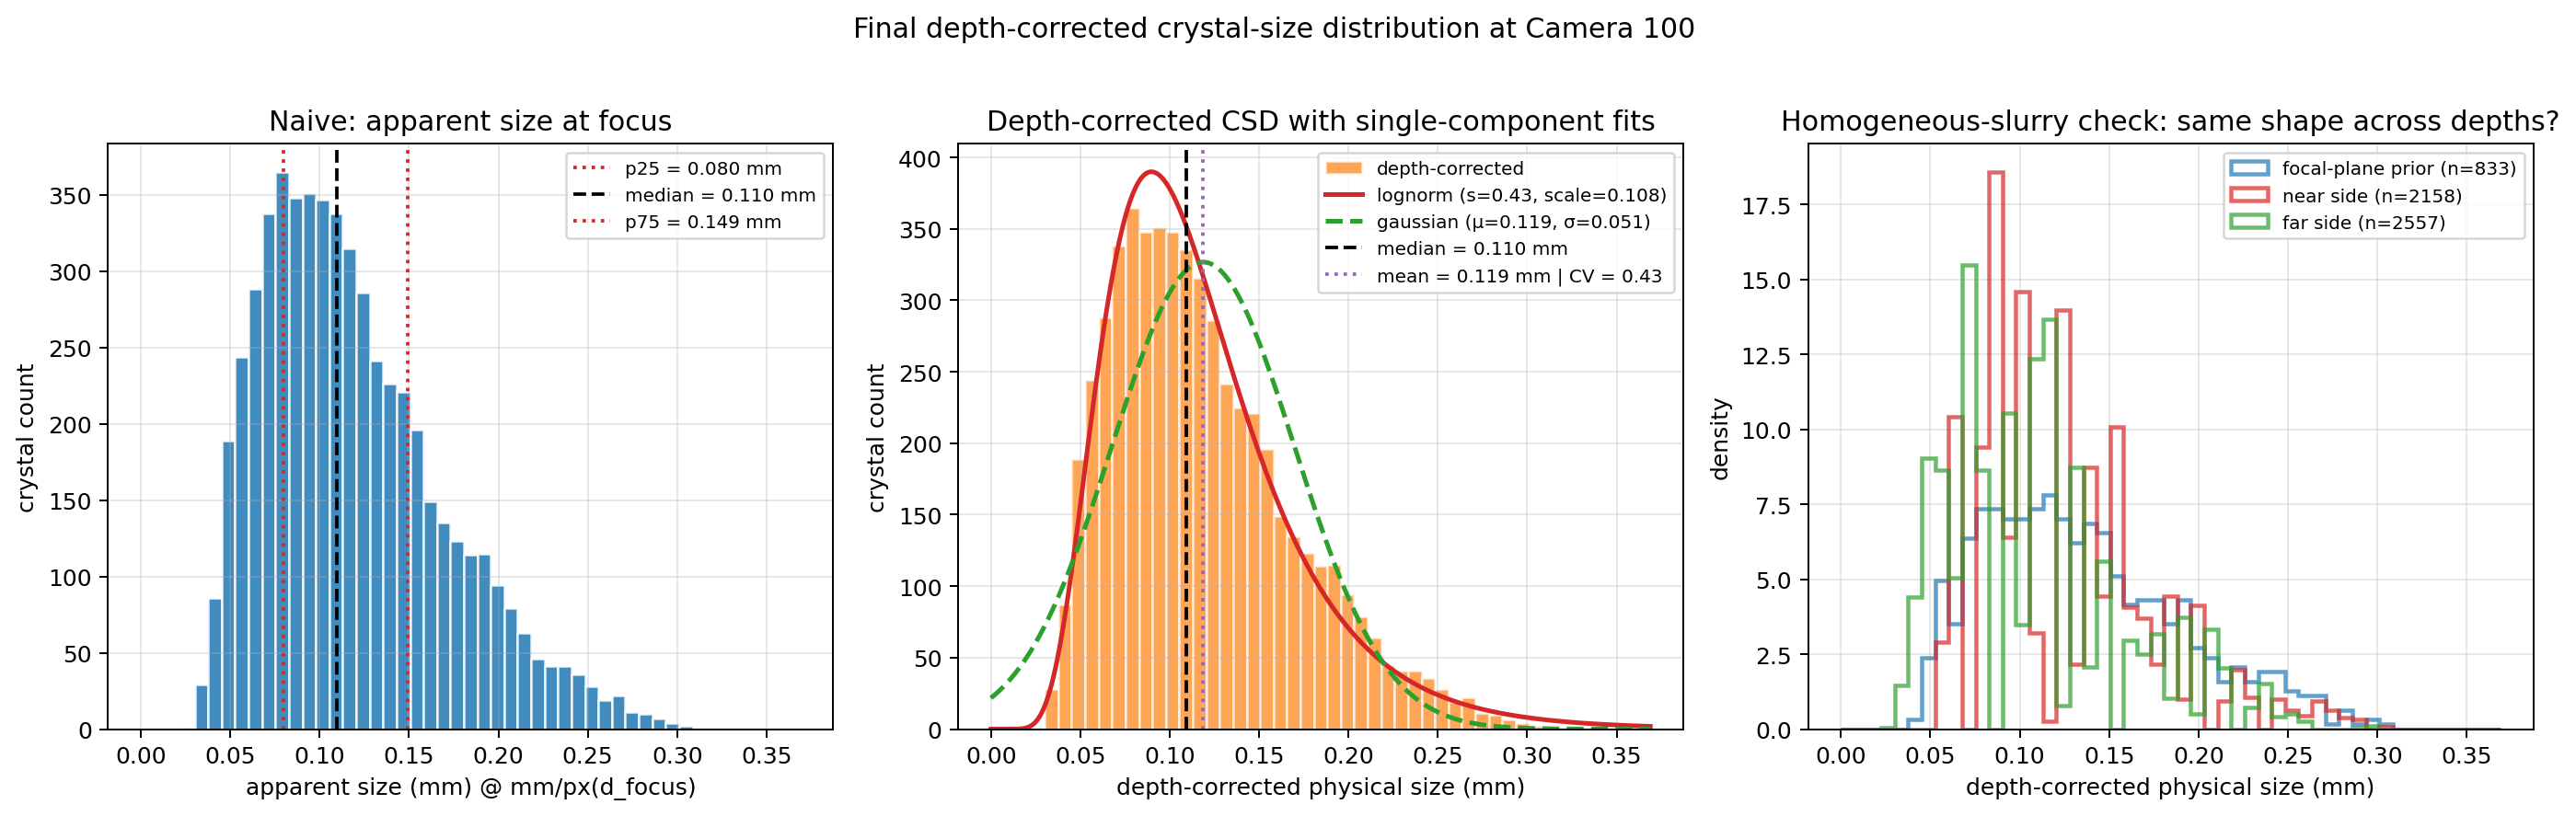 Final depth-corrected crystal-size distribution at Camera 100
Naive: apparent size at focus
p25 = 0.080 mm
median = 0.110 mm
p75 = 0.149 mm
crystal count
350
300
250
200
150
100
50
0
0.00 0.05 0.10 0.15 0.20 0.25 0.30 0.35
apparent size (mm) @ mm/px(d_focus)
Depth-corrected CSD with single-component fits
depth-corrected
lognorm (s=0.43, scale=0.108)
gaussian (μ=0.119, σ=0.051)
median = 0.110 mm
mean = 0.119 mm | CV = 0.43
crystal count
400
350
300
250
200
150
100
50
0
0.00 0.05 0.10 0.15 0.20 0.25 0.30 0.35
depth-corrected physical size (mm)
Homogeneous-slurry check: same shape across depths?
focal-plane prior (n=833)
near side (n=2158)
far side (n=2557)
density
17.5
15.0
12.5
10.0
7.5
5.0
2.5
0.0
0.00 0.05 0.10 0.15 0.20 0.25 0.30 0.35
depth-corrected physical size (mm)